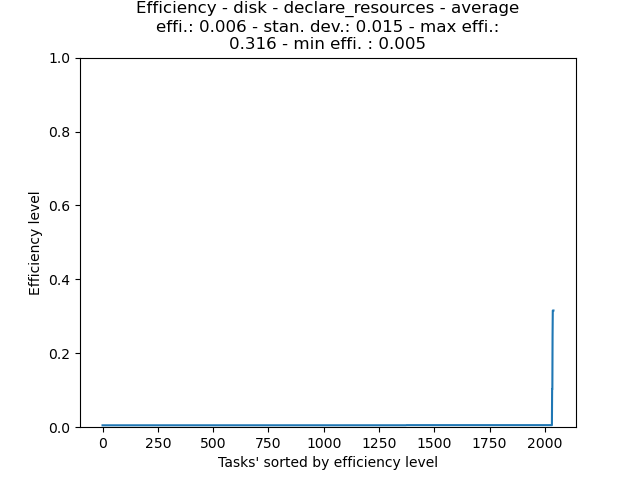 Efficiency - disk - declare_resources - average
effi.: 0.006 - stan. dev.: 0.015 - max effi.:
0.316 - min effi. : 0.005
1.0
0.8
0.6
0.4
0.2
0.0
Efficiency level
0 250 500 750 1000 1250 1500 1750 2000
Tasks' sorted by efficiency level